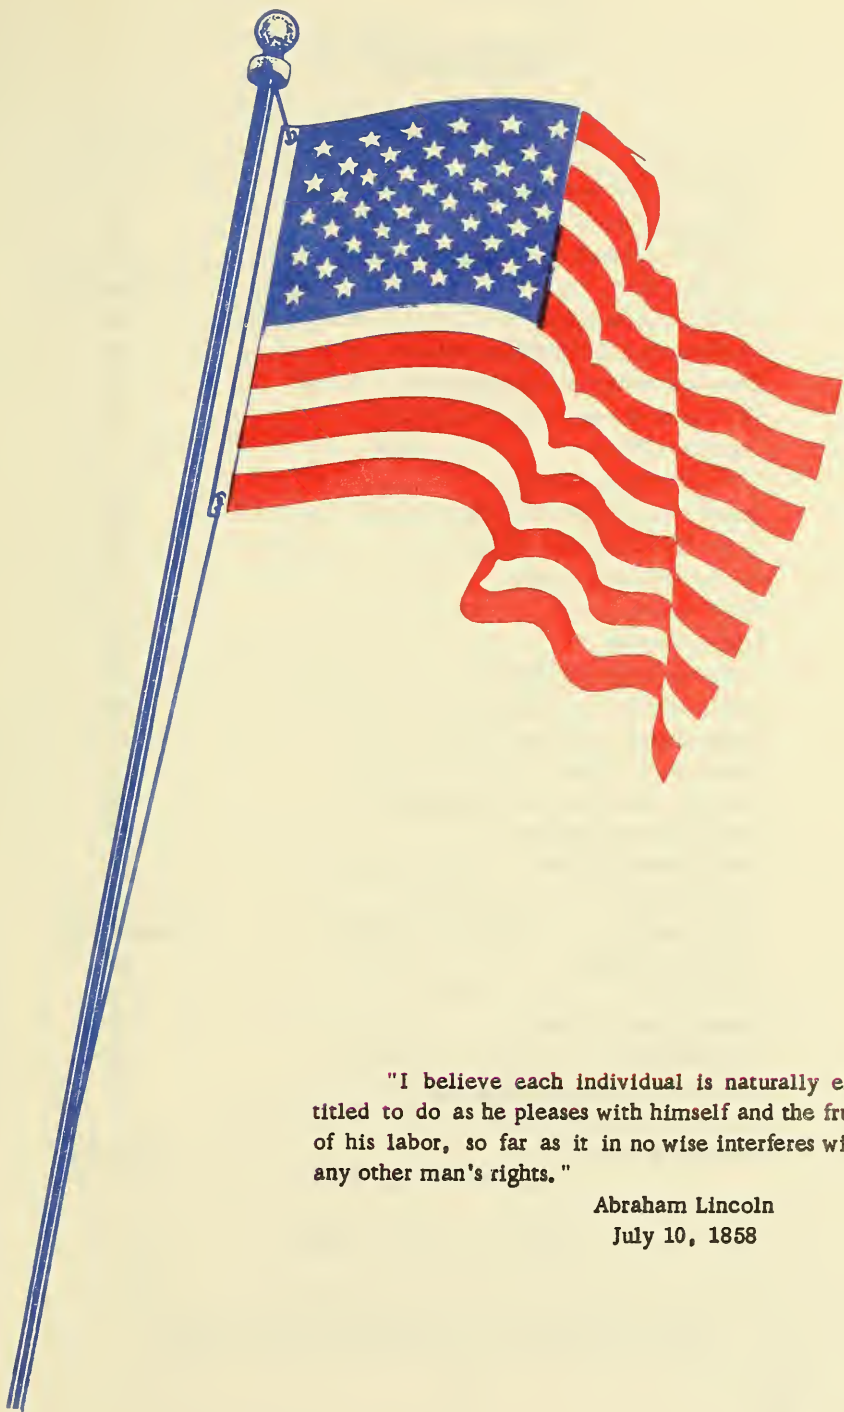 "I believe each individual is naturally e
titled to do as he pleases with himself and the fru
of his labor, so far as it in no wise interferes wi
any other man's rights."
Abraham Lincoln
July 10, 1858